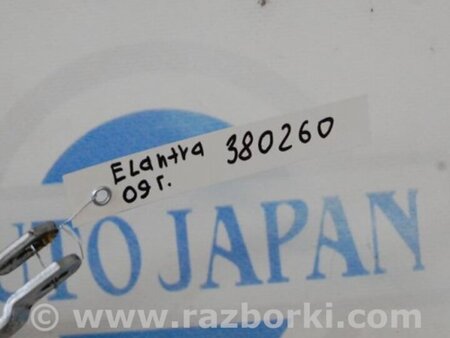 Elantra 380260
09г.
AUTO JAPAN
www.razborki.com